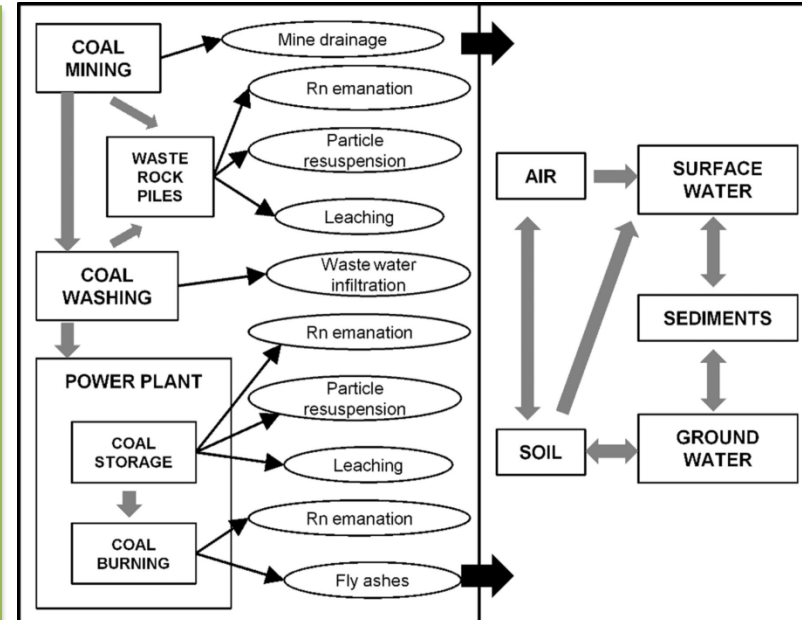 COAL
MINING
Mine drainage
Rn emanation
WASTE
ROCK
PILES
Particle
resuspension
Leaching
COAL
WASHING
Waste water
infiltration
POWER PLANT
Rn emanation
Particle
resuspension
COAL
STORAGE
Leaching
COAL
BURNING
Rn emanation
Fly ashes
AIR
SURFACE
WATER
SEDIMENTS
SOIL
GROUND
WATER